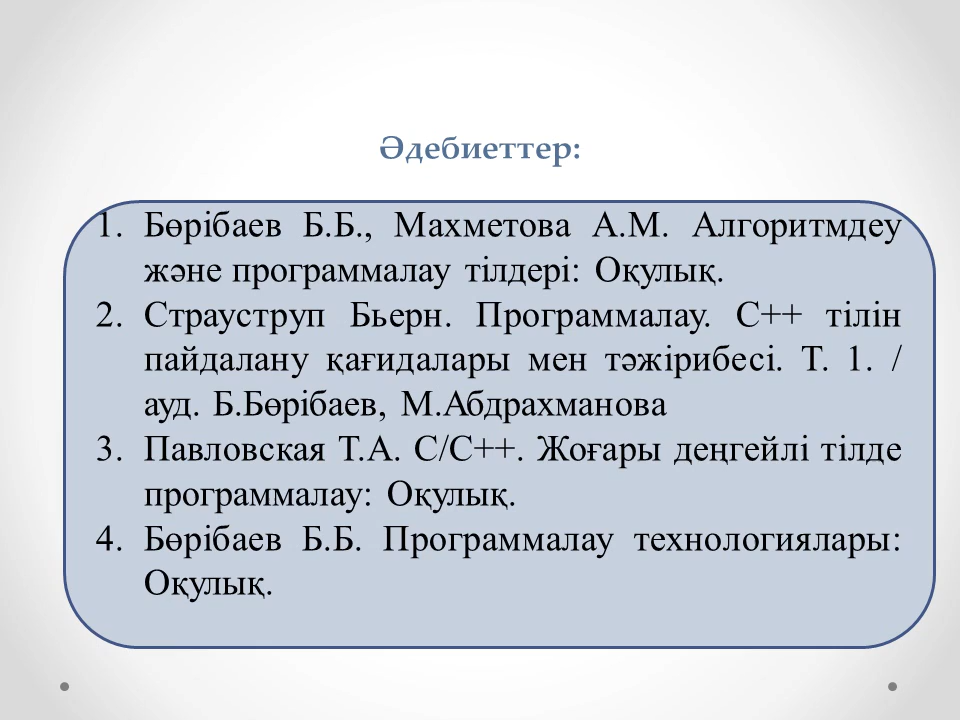 Әдебиеттер:
1. Бөрібаев Б.Б., Махметова А.М. Алгоритмдеу
және программалау тілдері: Оқулық.
2. Страуструп Бьерн. Программалау. С++ тілін
пайдалану қағидалары мен тәжірибесі. Т. 1. /
ауд. Б.Бөрібаев, М.Абдрахманова
3. Павловская Т.А. С/С++. Жоғары деңгейлі тілде
программалау: Оқулық.
4. Бөрібаев Б.Б. Программалау технологиялары:
Оқулық.